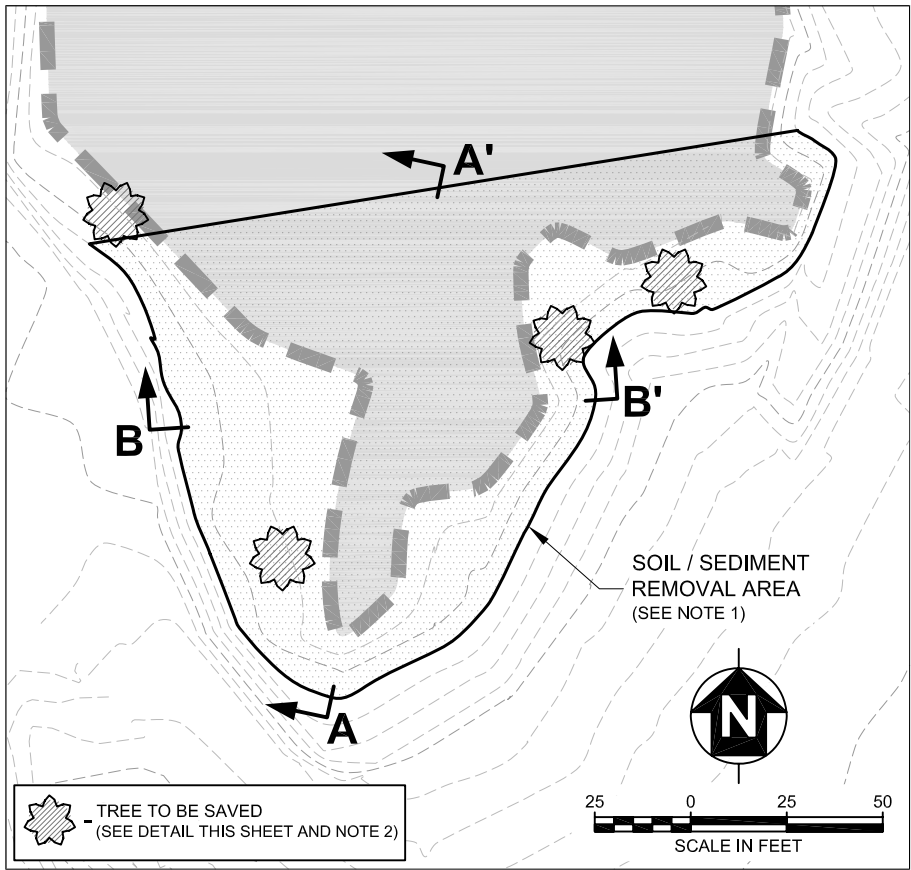 A'
B
B'
SOIL / SEDIMENT
REMOVAL AREA
(SEE NOTE 1)
A
N
- TREE TO BE SAVED
(SEE DETAIL THIS SHEET AND NOTE 2)
25 0 25 50
SCALE IN FEET